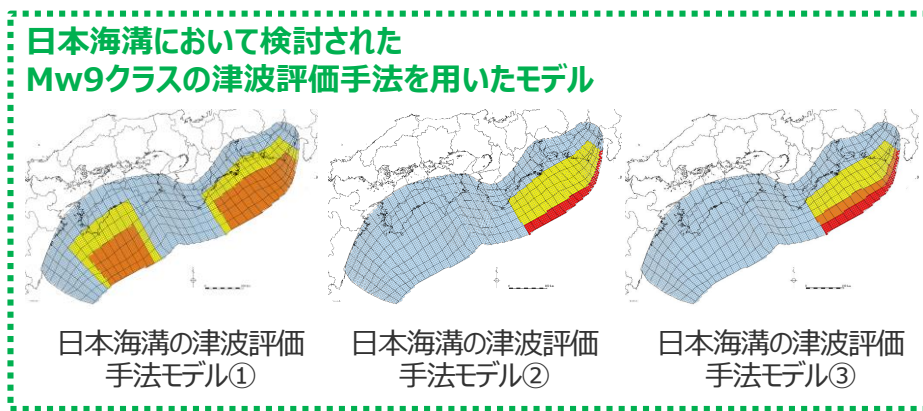 日本海溝において検討された
Mw9クラスの津波評価手法を用いたモデル
日本海溝の津波評価
手法モデル①
日本海溝の津波評価
手法モデル②
日本海溝の津波評価
手法モデル③